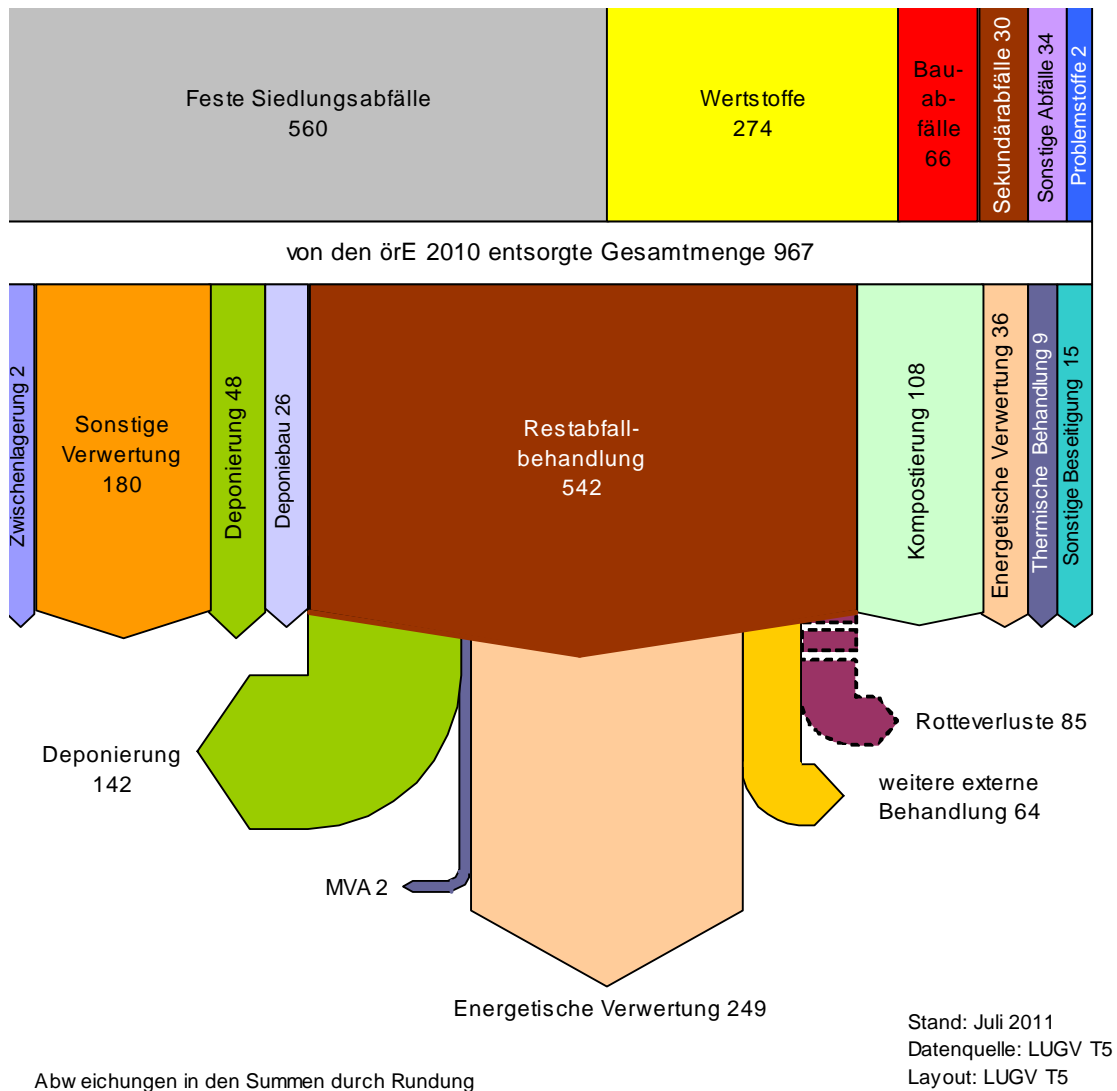 Feste Siedlungsabfälle
560
Wertstoffe
274
Bau-
ab-
fälle
66
Sekundärabfälle 30
Sonstige Abfälle 34
Problemstoffe 2
von den örE 2010 entsorgte Gesamtmenge 967
Zwischenlagerung 2
Sonstige
Verwertung
180
Deponierung 48
Deponiebau 26
Restabfall-
behandlung
542
Kompostierung 108
Energetische Verwertung 36
Thermische Behandlung 9
Sonstige Beseitigung 15
Deponierung
142
MVA 2
Energetische Verwertung 249
Rotteverluste 85
weitere externe
Behandlung 64
Stand: Juli 2011
Datenquelle: LUGV T5
Layout: LUGV T5
Abweichungen in den Summen durch Rundung